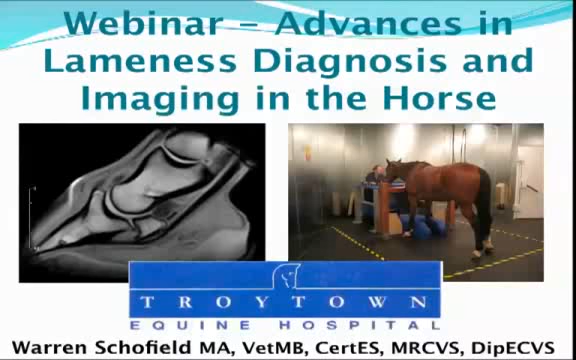 Webinar – Advances in
Lameness Diagnosis and
Imaging in the Horse
TROYTOWN
EQUINE HOSPITAL
Warren Schofield MA, VetMB, CertES, MRCVS, DipECVS